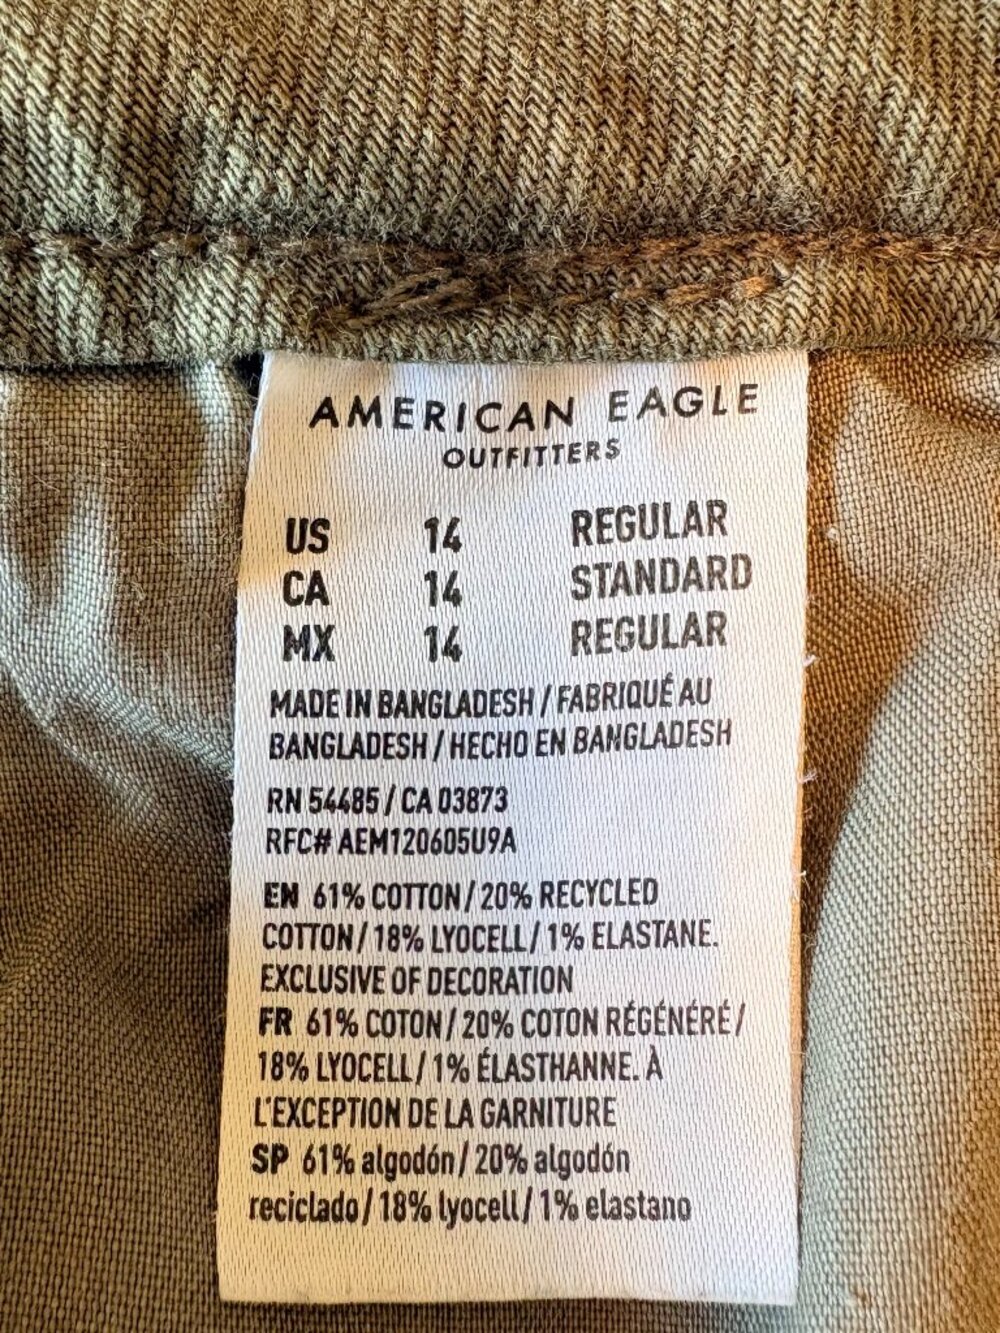 AMERICAN EAGLE
OUTFITTERS
US 14 REGULAR
CA 14 STANDARD
MX 14 REGULAR
MADE IN BANGLADESH / FABRIQUÉ AU
BANGLADESH / HECHO EN BANGLADESH
RN 54485 / CA 03873
RFC# AEM120605U9A
EN 61% COTTON / 20% RECYCLED
COTTON / 18% LYOCELL / 1% ELASTANE.
EXCLUSIVE OF DECORATION
FR 61% COTON / 20% COTON RÉGÉNÉRÉ /
18% LYOCELL / 1% ÉLASTHANNE. À
L'EXCEPTION DE LA GARNITURE
SP 61% algodón / 20% algodón
reciclado / 18% lyocell / 1% elastano